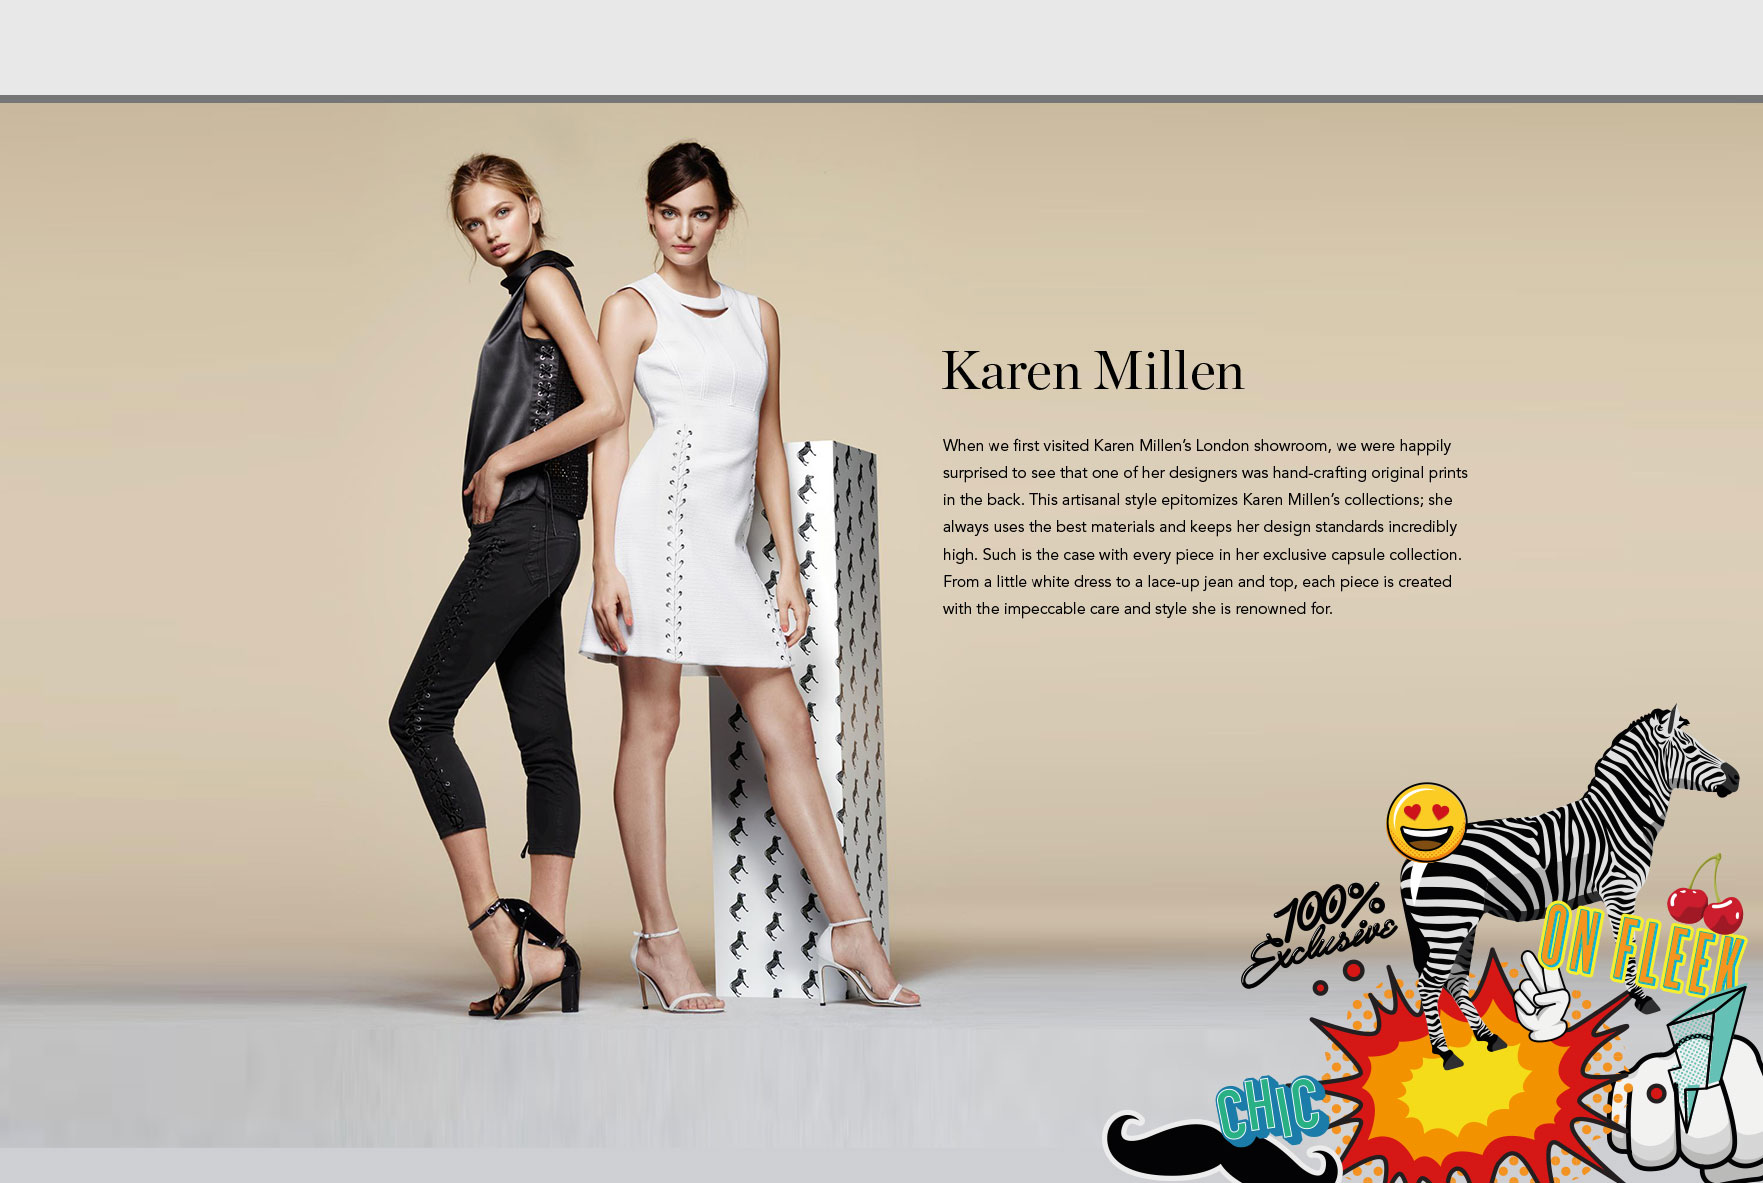 Karen Millen
When we first visited Karen Millen’s London showroom, we were happily
surprised to see that one of her designers was hand-crafting original prints
in the back. This artisanal style epitomizes Karen Millen’s collections; she
always uses the best materials and keeps her design standards incredibly
high. Such is the case with every piece in her exclusive capsule collection.
From a little white dress to a lace-up jean and top, each piece is created
with the impeccable care and style she is renowned for.
100%
Exclusive
ON FLEEK
CHIC